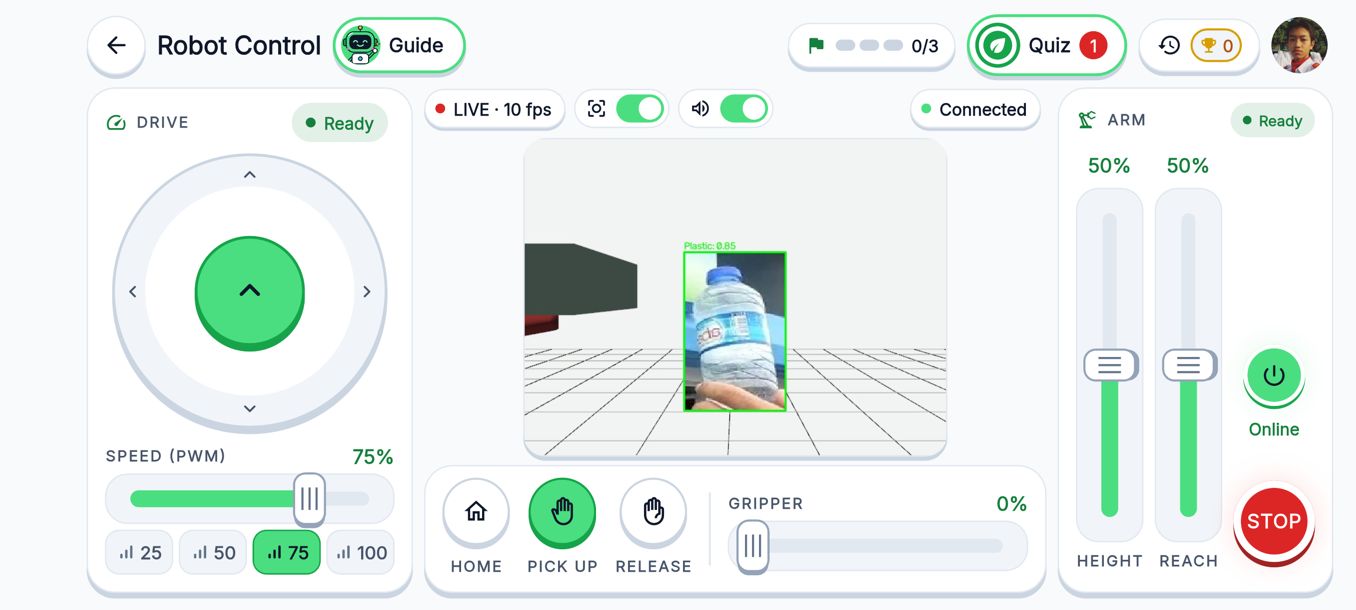 Robot Control
Guide
0/3
Quiz 1
0
DRIVE
Ready
LIVE · 10 fps
Connected
ARM
Ready
50%
50%
Plastic: 0.85
SPEED (PWM)
75%
25
50
75
100
HOME
PICK UP
RELEASE
GRIPPER
0%
HEIGHT
REACH
Online
STOP